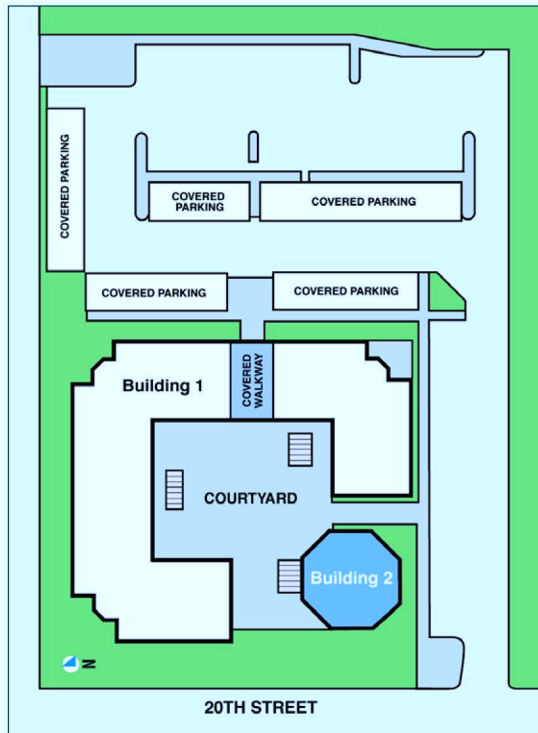 COVERED PARKING
COVERED
PARKING
COVERED PARKING
COVERED PARKING
COVERED PARKING
Building 1
COVERED
WALKWAY
COURTYARD
Building 2
N
20TH STREET